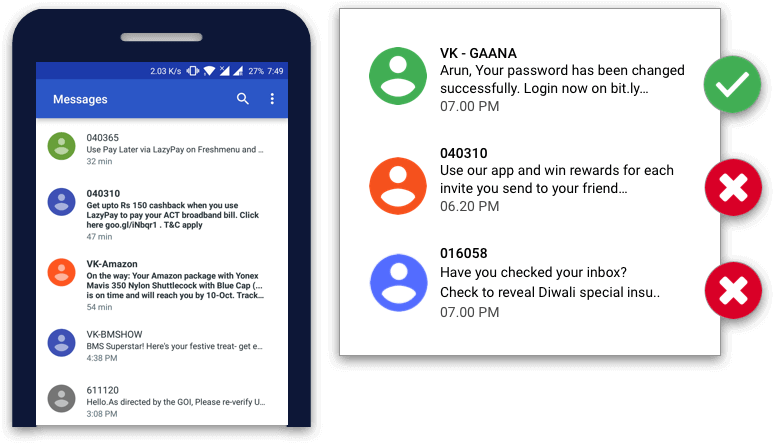 2.03 K/s 27% 7:49
Messages
040365
Use Pay Later via LazyPay on Freshmenu and ...
32 min
040310
Get upto Rs 150 cashback when you use
LazyPay to pay your ACT broadband bill. Click
here goo.gl/iNbqr1 . T&C apply
47 min
VK-Amazon
On the way: Your Amazon package with Yonex
Mavis 350 Nylon Shuttlecock with Blue Cap (...
is on time and will reach you by 10-Oct. Track...
54 min
VK-BMSHOW
BMS Superstar! Here's your festive treat- get e...
4:38 PM
611120
Hello.As directed by the GOI, Please re-verify U...
3:08 PM
VK - GAANA
Arun, Your password has been changed
successfully. Login now on bit.ly...
07.00 PM
040310
Use our app and win rewards for each
invite you send to your friend...
06.20 PM
016058
Have you checked your inbox?
Check to reveal Diwali special insu..
07.00 PM